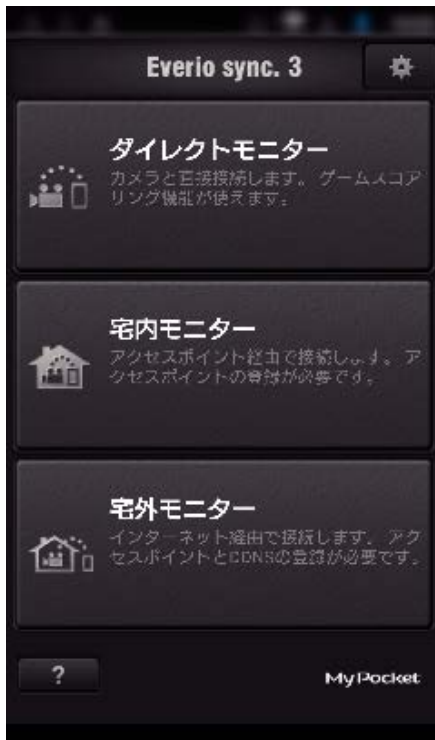 Everio sync. 3
ダイレクトモニター
カメラと直接接続します。 ゲームスコア
リング機能が使えます。
宅内モニター
アクセスポイント経由で接続します。 ア
クセスポイントの登録が必要です。
宅外モニター
インターネット経由で接続します。 アク
セスポイントとDDNSの登録が必要です。
?
My Pocket